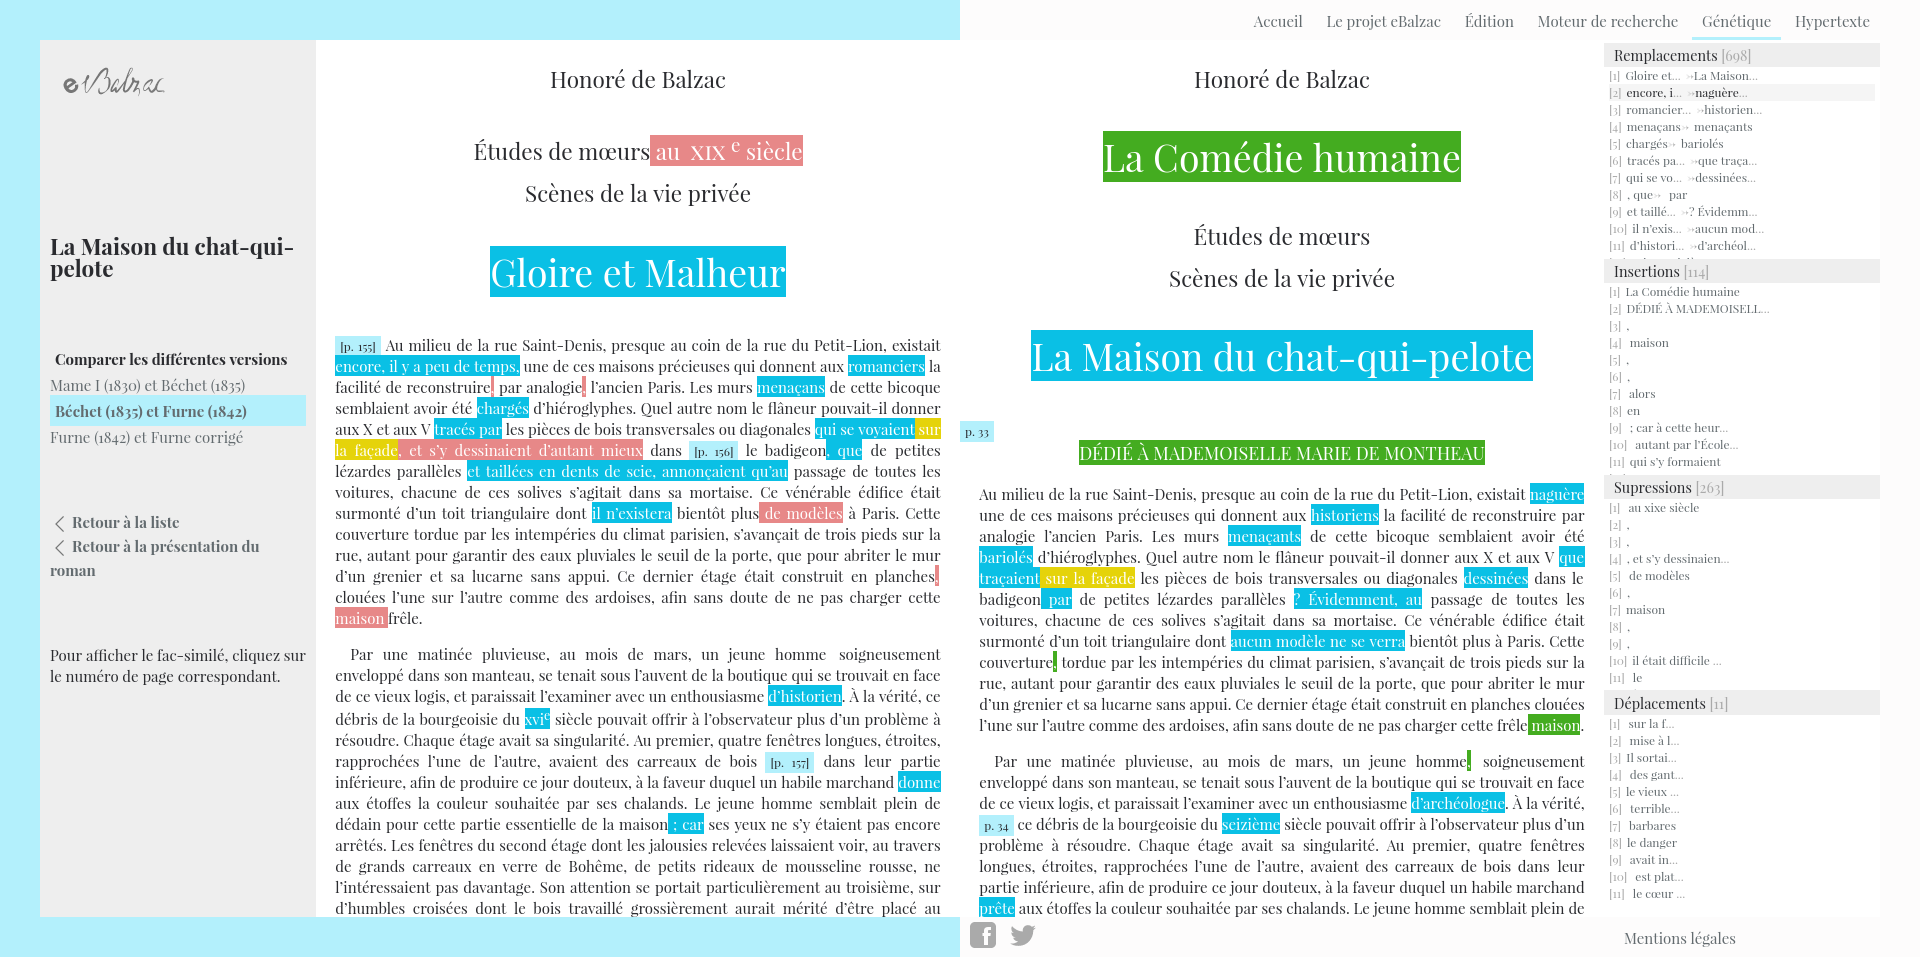 Accueil Le projet eBalzac Édition Moteur de recherche Génétique Hypertexte
eBalzac
La Maison du chat-qui-
pelote
Comparer les différentes versions
Mame I (1830) et Béchet (1835)
Béchet (1835) et Furne (1842)
Furne (1842) et Furne corrigé
Retour à la liste
Retour à la présentation du
roman
Pour afficher le fac-similé, cliquez sur
le numéro de page correspondant.
Honoré de Balzac
Études de mœurs au XIX e siècle
Scènes de la vie privée
Gloire et Malheur
[p. 155] Au milieu de la rue Saint-Denis, presque au coin de la rue du Petit-Lion, existait
encore, il y a peu de temps, une de ces maisons précieuses qui donnent aux romanciers la
facilité de reconstruire, par analogie, l’ancien Paris. Les murs menaçans de cette bicoque
semblaient avoir été chargés d’hiéroglyphes. Quel autre nom le flâneur pouvait-il donner
aux X et aux V tracés par les pièces de bois transversales ou diagonales qui se voyaient sur
la façade, et s’y dessinaient d’autant mieux dans [p. 156] le badigeon, que de petites
lézardes parallèles et taillées en dents de scie, annonçaient qu’au passage de toutes les
voitures, chacune de ces solives s’agitait dans sa mortaise. Ce vénérable édifice était
surmonté d’un toit triangulaire dont il n’existera bientôt plus de modèles à Paris. Cette
couverture tordue par les intempéries du climat parisien, s’avançait de trois pieds sur la
rue, autant pour garantir des eaux pluviales le seuil de la porte, que pour abriter le mur
d’un grenier et sa lucarne sans appui. Ce dernier étage était construit en planches,
clouées l’une sur l’autre comme des ardoises, afin sans doute de ne pas charger cette
maison frêle.
Par une matinée pluvieuse, au mois de mars, un jeune homme soigneusement
enveloppé dans son manteau, se tenait sous l’auvent de la boutique qui se trouvait en face
de ce vieux logis, et paraissait l’examiner avec un enthousiasme d’historien. À la vérité, ce
débris de la bourgeoisie du xvie siècle pouvait offrir à l’observateur plus d’un problème à
résoudre. Chaque étage avait sa singularité. Au premier, quatre fenêtres longues, étroites,
rapprochées l’une de l’autre, avaient des carreaux de bois [p. 157] dans leur partie
inférieure, afin de produire ce jour douteux, à la faveur duquel un habile marchand donne
aux étoffes la couleur souhaitée par ses chalands. Le jeune homme semblait plein de
dédain pour cette partie essentielle de la maison ; car ses yeux ne s’y étaient pas encore
arrêtés. Les fenêtres du second étage dont les jalousies relevées laissaient voir, au travers
de grands carreaux en verre de Bohême, de petits rideaux de mousseline rousse, ne
l’intéressaient pas davantage. Son attention se portait particulièrement au troisième, sur
d’humbles croisées dont le bois travaillé grossièrement aurait mérité d’être placé au
Honoré de Balzac
La Comédie humaine
Études de mœurs
Scènes de la vie privée
La Maison du chat-qui-pelote
p. 33
DÉDIÉ À MADEMOISELLE MARIE DE MONTHEAU
Au milieu de la rue Saint-Denis, presque au coin de la rue du Petit-Lion, existait naguère
une de ces maisons précieuses qui donnent aux historiens la facilité de reconstruire par
analogie l’ancien Paris. Les murs menaçants de cette bicoque semblaient avoir été
bariolés d’hiéroglyphes. Quel autre nom le flâneur pouvait-il donner aux X et aux V que
traçaient sur la façade les pièces de bois transversales ou diagonales dessinées dans le
badigeon par de petites lézardes parallèles ? Évidemment, au passage de toutes les
voitures, chacune de ces solives s’agitait dans sa mortaise. Ce vénérable édifice était
surmonté d’un toit triangulaire dont aucun modèle ne se verra bientôt plus à Paris. Cette
couverture, tordue par les intempéries du climat parisien, s’avançait de trois pieds sur la
rue, autant pour garantir des eaux pluviales le seuil de la porte, que pour abriter le mur
d’un grenier et sa lucarne sans appui. Ce dernier étage était construit en planches clouées
l’une sur l’autre comme des ardoises, afin sans doute de ne pas charger cette frêle maison.
Par une matinée pluvieuse, au mois de mars, un jeune homme, soigneusement
enveloppé dans son manteau, se tenait sous l’auvent de la boutique qui se trouvait en face
de ce vieux logis, et paraissait l’examiner avec un enthousiasme d’archéologue. À la vérité,
p. 34 ce débris de la bourgeoisie du seizième siècle pouvait offrir à l’observateur plus d’un
problème à résoudre. Chaque étage avait sa singularité. Au premier, quatre fenêtres
longues, étroites, rapprochées l’une de l’autre, avaient des carreaux de bois dans leur
partie inférieure, afin de produire ce jour douteux, à la faveur duquel un habile marchand
prête aux étoffes la couleur souhaitée par ses chalands. Le jeune homme semblait plein de
Remplacements [698]
[1] Gloire et... →La Maison...
[2] encore, i... →naguère...
[3] romancier... →historien...
[4] menaçans→ menaçants
[5] chargés→ bariolés
[6] tracés pa... →que traça...
[7] qui se vo... →dessinées...
[8] , que→ par
[9] et taillé... →? Évidemm...
[10] il n’exis... →aucun mod...
[11] d’histori... →d’archéol...
Insertions [114]
[1] La Comédie humaine
[2] DÉDIÉ À MADEMOISELL...
[3] ,
[4] maison
[5] ,
[6] ,
[7] alors
[8] en
[9] ; car à cette heur...
[10] autant par l’École...
[11] qui s’y formaient
Supressions [263]
[1] au xixe siècle
[2] ,
[3] ,
[4] , et s’y dessinaien...
[5] de modèles
[6] ,
[7] maison
[8] ,
[9] ,
[10] il était difficile ...
[11] le
Déplacements [11]
[1] sur la f...
[2] mise à l...
[3] Il sortai...
[4] des gant...
[5] le vieux ...
[6] terrible...
[7] barbares
[8] le danger
[9] avait in...
[10] est plat...
[11] le cœur ...
Mentions légales